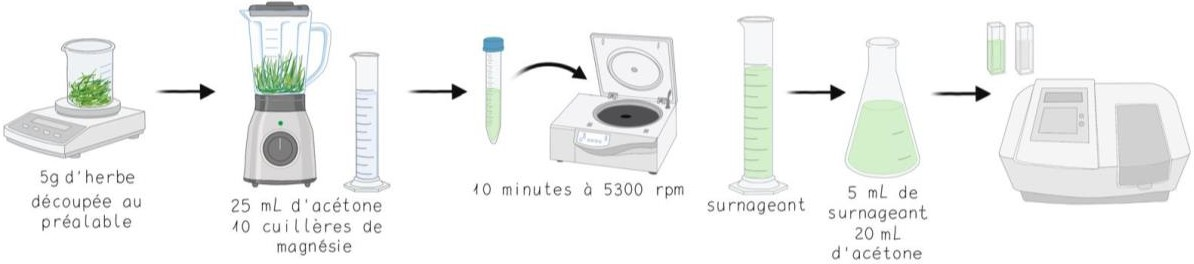 5g d'herbe
découpée au
préalable
25 mL d'acétone
10 cuillères de
magnésie
10 minutes à 5300 rpm
surnageant
5 mL de
surnageant
20 mL
d'acétone